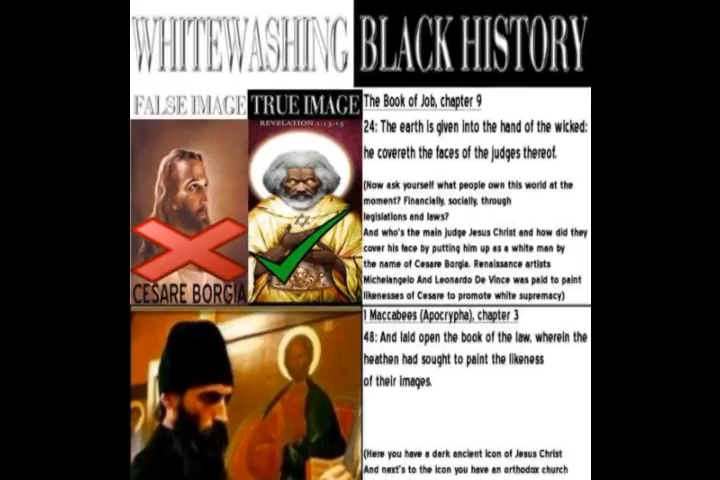 WHITEWASHING BLACK HISTORY
FALSE IMAGE TRUE IMAGE
REVELATION 1:13-15
CESARE BORGIA
The Book of Job, chapter 9
24: The earth is given into the hand of the wicked:
he covereth the faces of the judges thereof.
(Now ask yourself what people own this world at the
moment? Financially, socially, through
legislations and laws?
And who's the main judge Jesus Christ and how did they
cover his face by putting him up as a white man by
the name of Cesare Borgia. Renaissance artists
Michelangelo And Leonardo De Vince was paid to paint
likenesses of Cesare to promote white supremacy)
1 Maccabees (Apocrypha), chapter 3
48: And laid open the book of the law, wherein the
heathen had sought to paint the likeness
of their images.
(Here you have a dark ancient icon of Jesus Christ
And next's to the icon you have an orthodox church